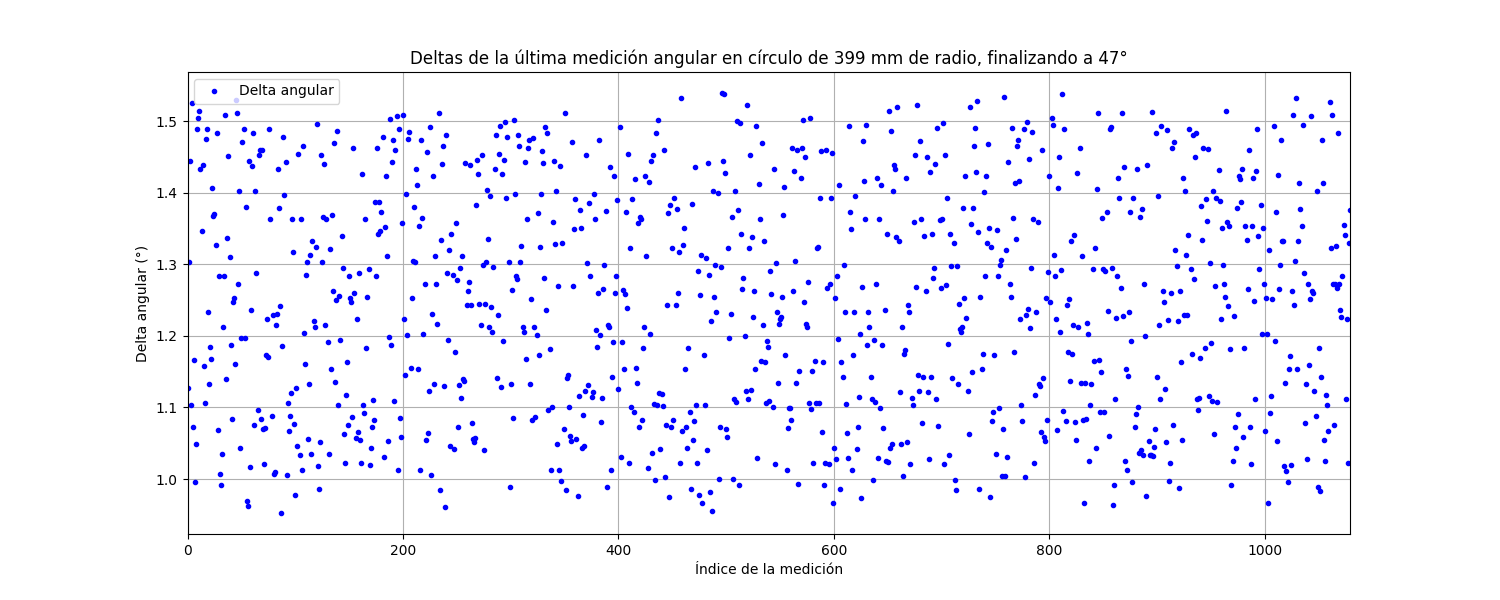 Deltas de la última medición angular en círculo de 399 mm de radio, finalizando a 47°
Delta angular
Delta angular (°)
1.5
1.4
1.3
1.2
1.1
1.0
0 200 400 600 800 1000
Índice de la medición